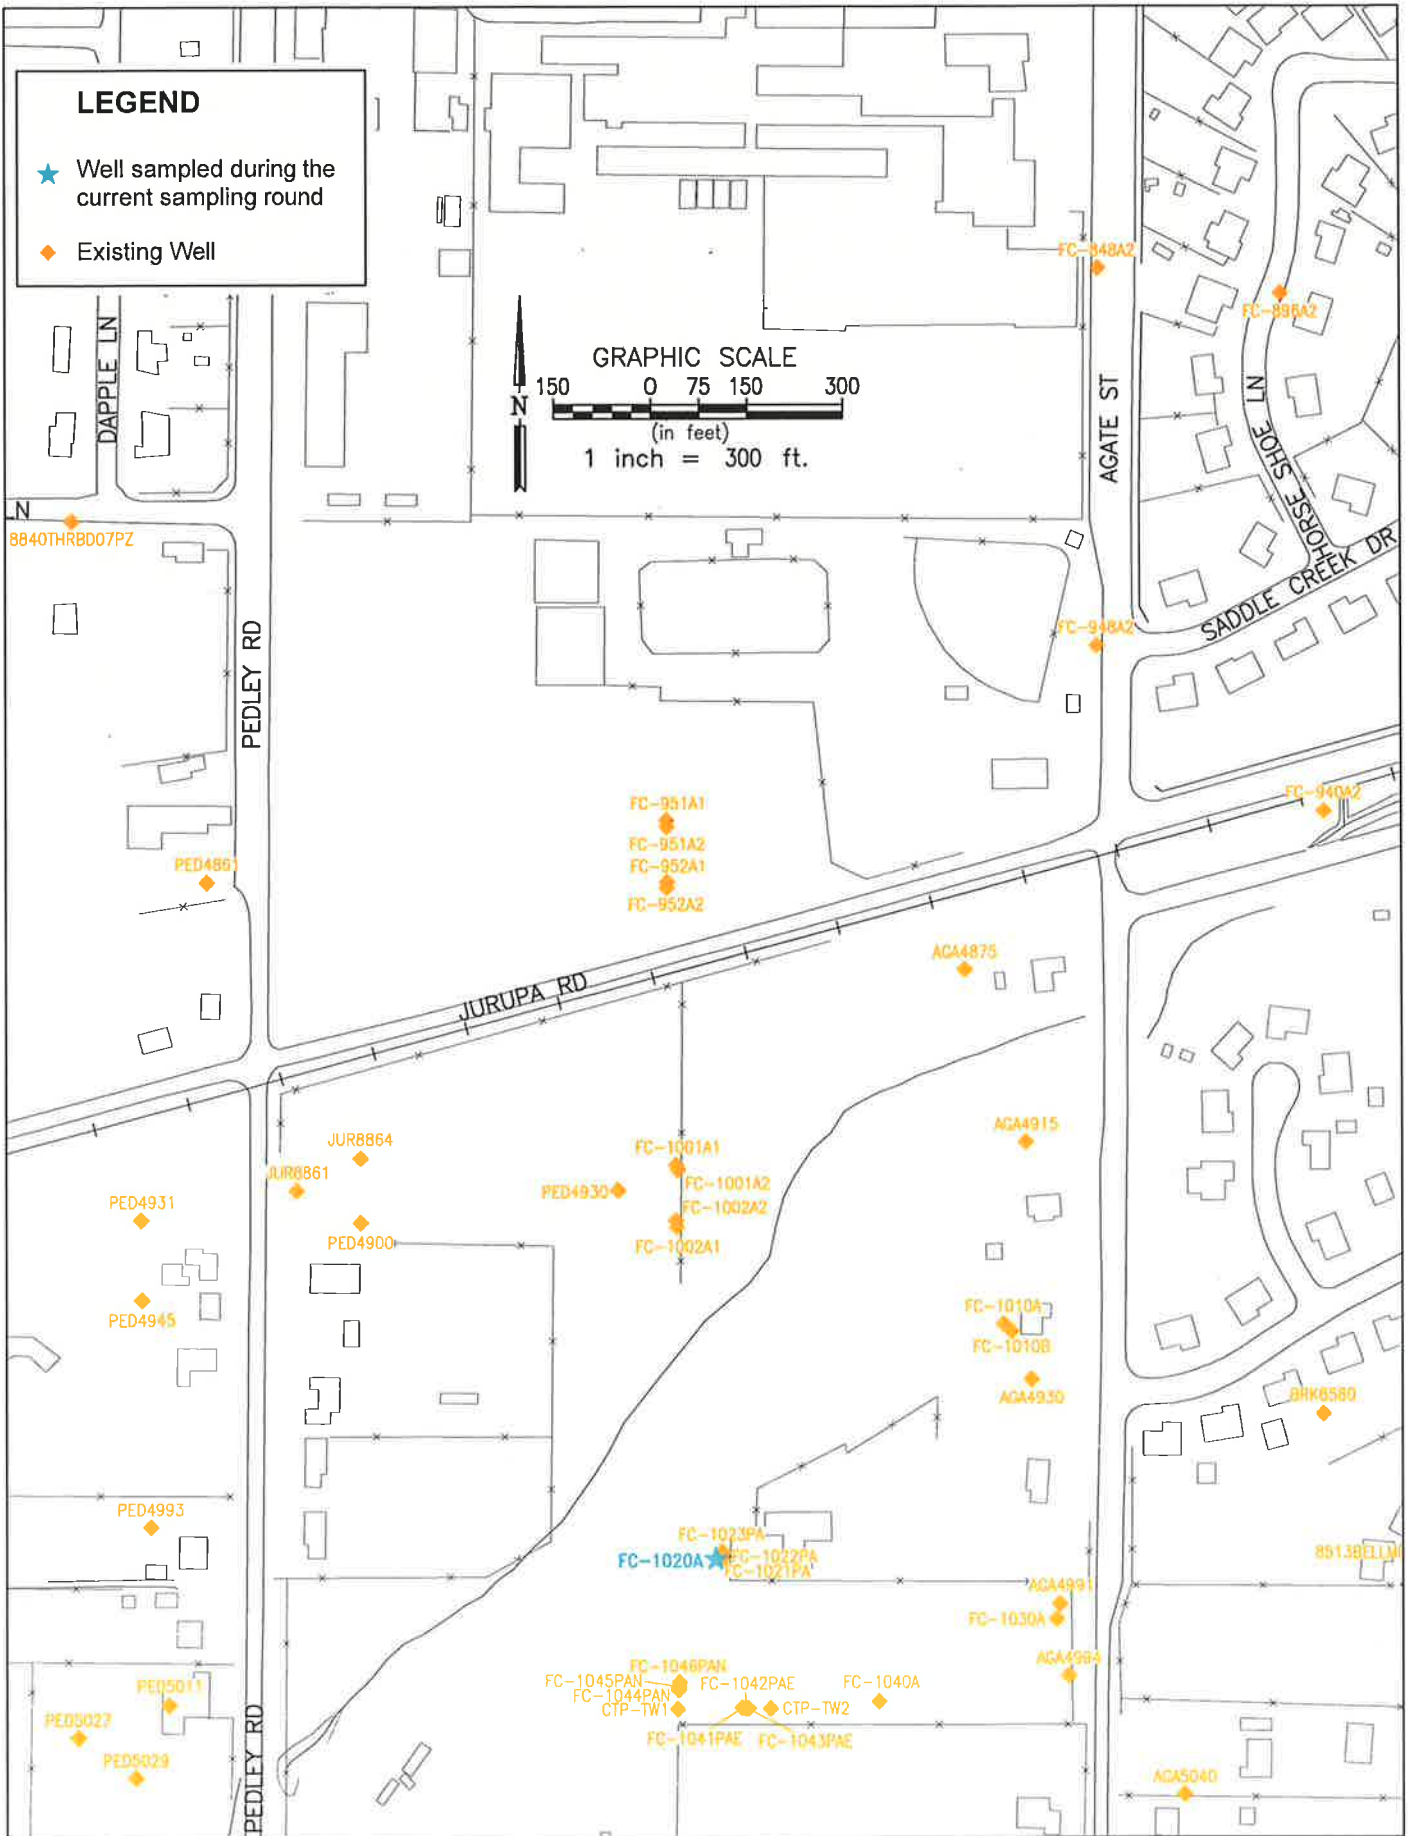 LEGEND
Well sampled during the
current sampling round
Existing Well
FC-848A2
FC-896A2
DAPPLE LN
GRAPHIC SCALE
150 0 75 150 300
N
(in feet)
1 inch = 300 ft.
AGATE ST
HORSE SHOE LN
LN
8840THRBD07PZ
SADDLE CREEK DR
FC-948A2
PEDLEY RD
FC-951A1
FC-940A2
FC-951A2
PED4861
FC-952A1
FC-952A2
AGA4875
JURUPA RD
AGA4915
JUR8864
FC-1001A1
JUR8861
PED4930
FC-1001A2
PED4931
FC-1002A2
PED4900
FC-1002A1
FC-1010A
PED4945
FC-1010B
AGA4930
BRK8580
PED4993
FC-1023PA
FC-1020A
FC-1022PA
FC-1021PA
AGA4991
FC-1030A
AGA4994
FC-1046PAN
FC-1045PAN
FC-1042PAE
FC-1040A
PED5011
FC-1044PAN
CTP-TW1
CTP-TW2
PED5027
FC-1041PAE
FC-1043PAE
PED5029
PEDLEY RD
AGA5040